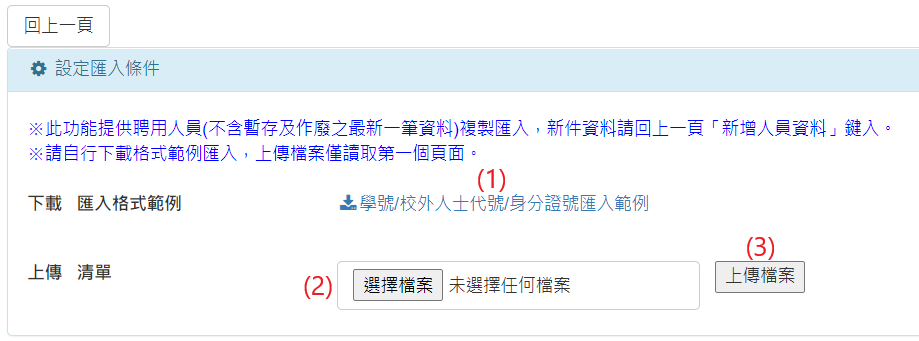 回上一頁
設定匯入條件
※此功能提供聘用人員(不含暫存及作廢之最新一筆資料)複製匯入，新件資料請回上一頁「新增人員資料」鍵入。
※請自行下載格式範例匯入，上傳檔案僅讀取第一個頁面。
(1)
下載 匯入格式範例 學號/校外人士代號/身分證號匯入範例
(3)
上傳 清單 (2) 選擇檔案 未選擇任何檔案 上傳檔案